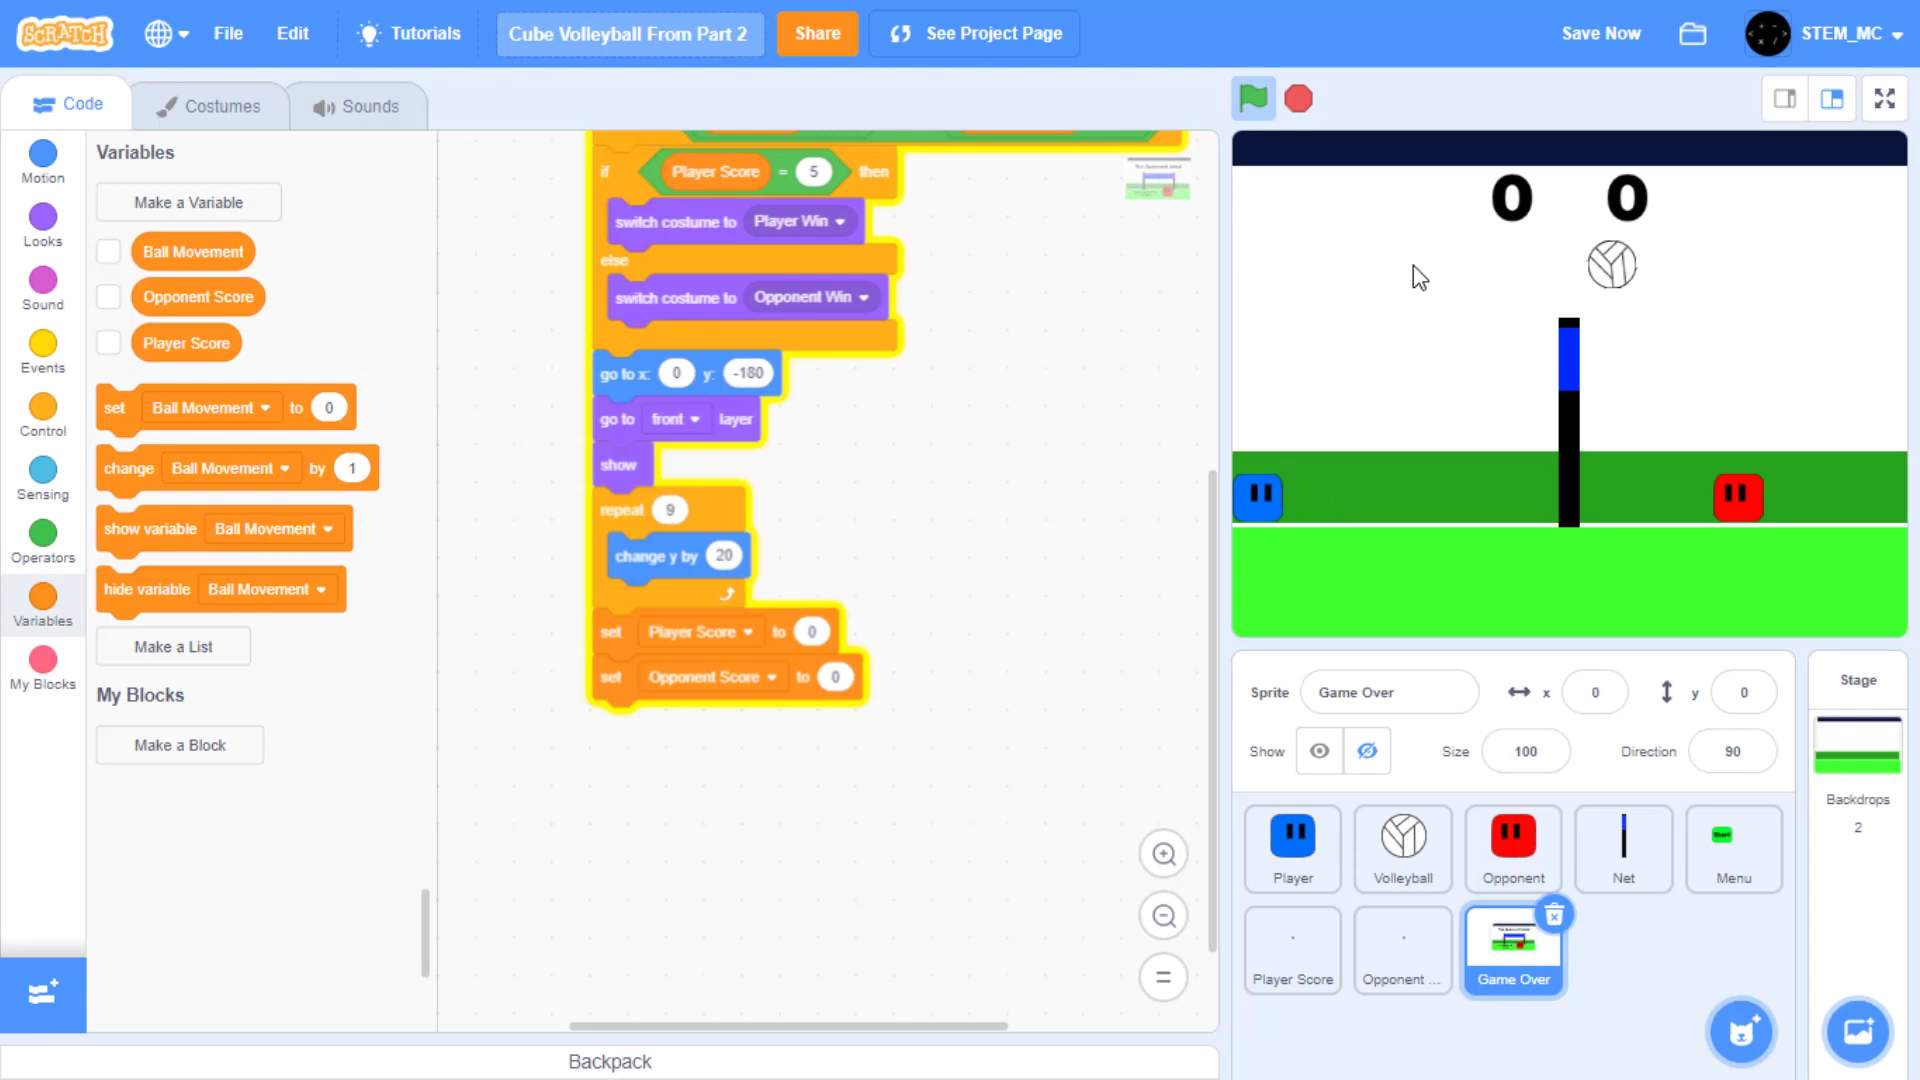 SCRATCH File Edit Tutorials Cube Volleyball From Part 2 Share See Project Page Save Now STEM_MC
Code Costumes Sounds
Motion
Looks
Sound
Events
Control
Sensing
Operators
Variables
My Blocks
Variables
Make a Variable
Ball Movement
Opponent Score
Player Score
set Ball Movement to 0
change Ball Movement by 1
show variable Ball Movement
hide variable Ball Movement
Make a List
My Blocks
Make a Block
if Player Score = 5 then
switch costume to Player Win
else
switch costume to Opponent Win
go to x: 0 y: -180
go to front layer
show
repeat 9
change y by 20
set Player Score to 0
set Opponent Score to 0
Backpack
0 0
Sprite Game Over x 0 y 0
Show Size 100 Direction 90
Player Volleyball Opponent Net Menu
Player Score Opponent ... Game Over
Stage
Backdrops
2